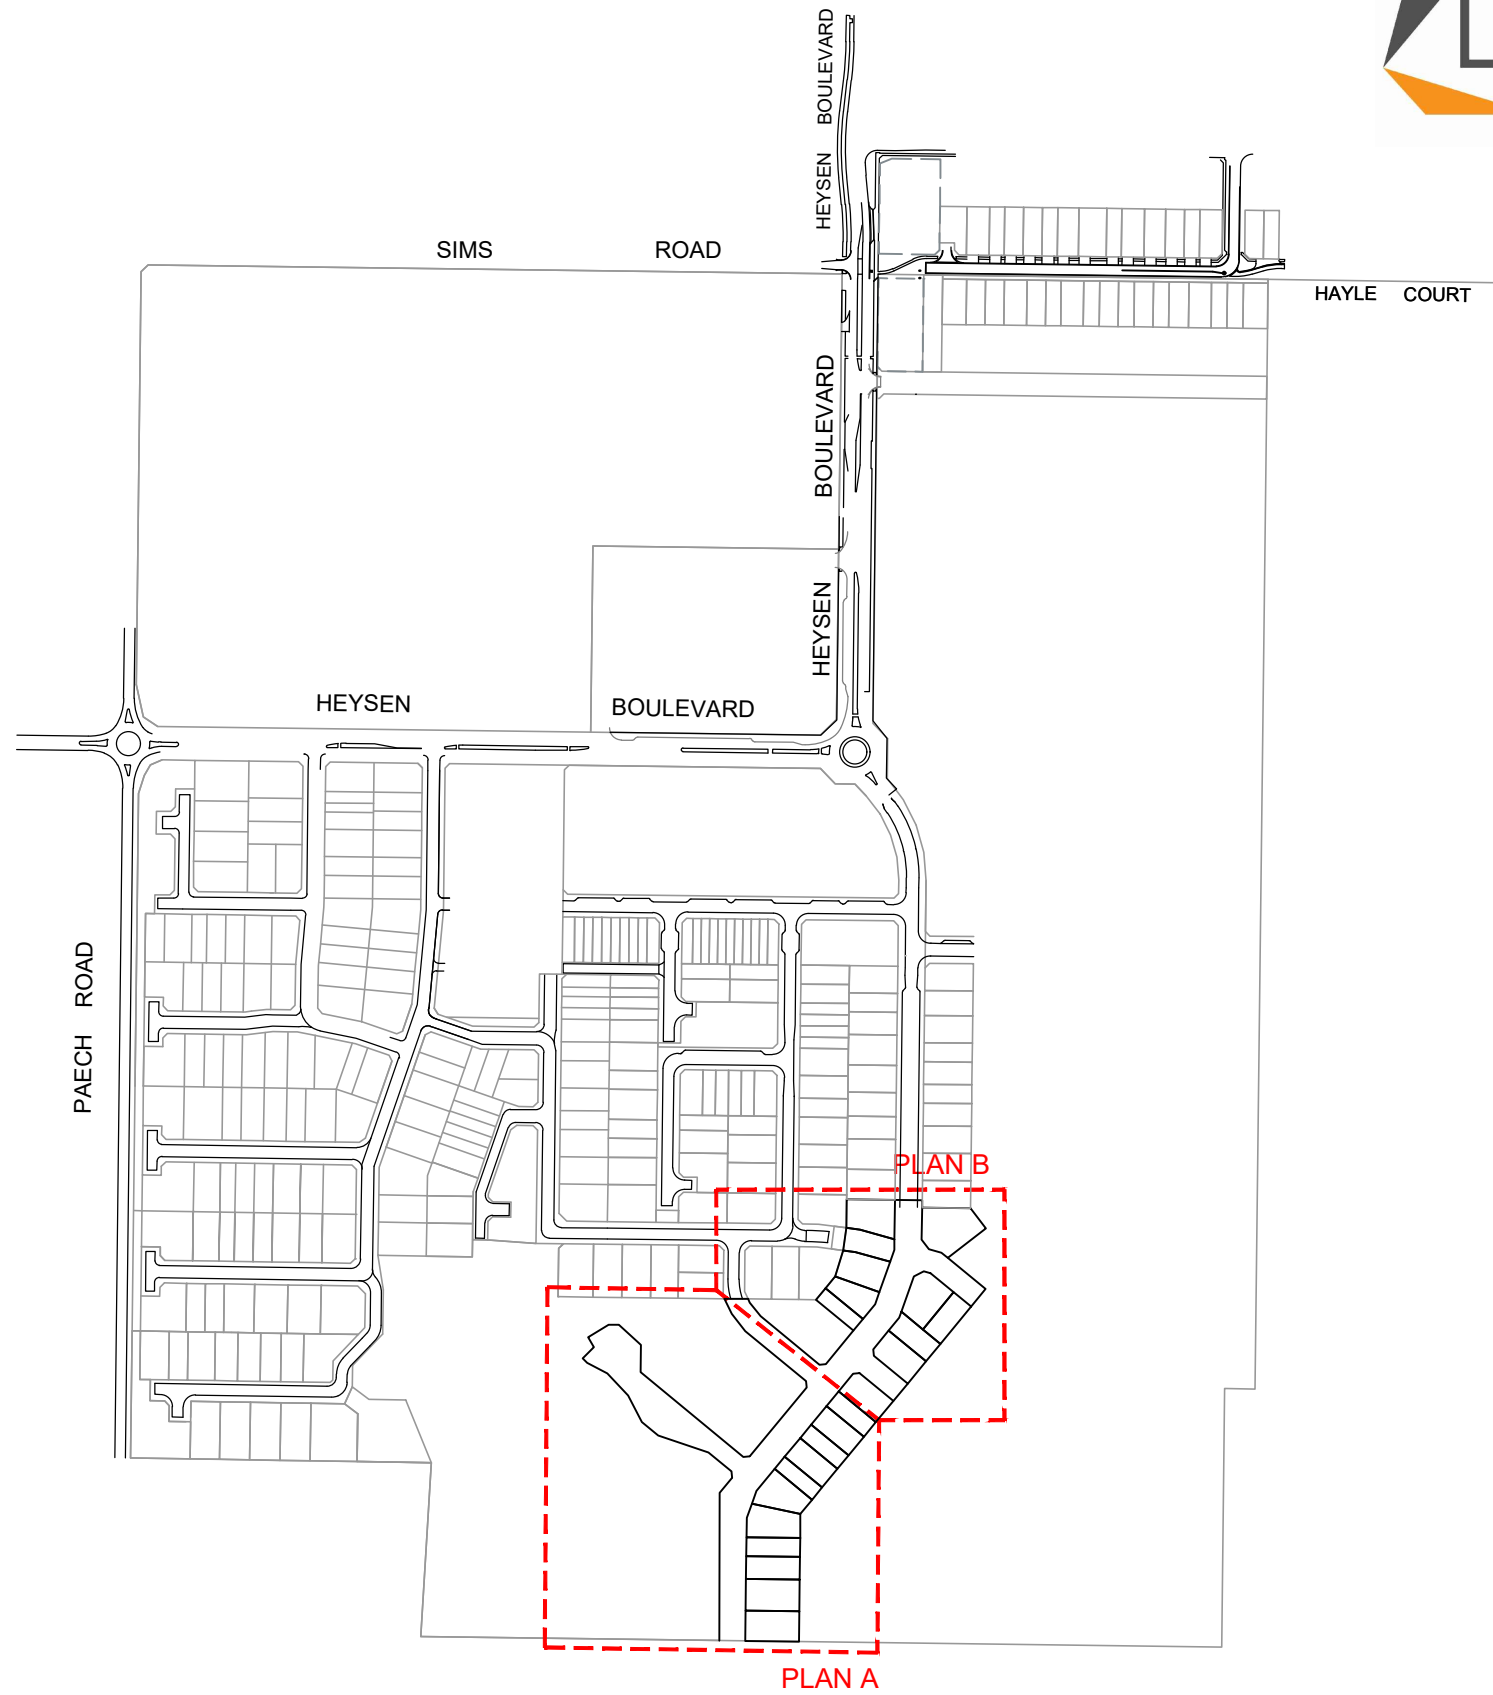 HEYSEN BOULEVARD
SIMS ROAD
HAYLE COURT
HEYSEN BOULEVARD
HEYSEN BOULEVARD
PAECH ROAD
PLAN B
PLAN A